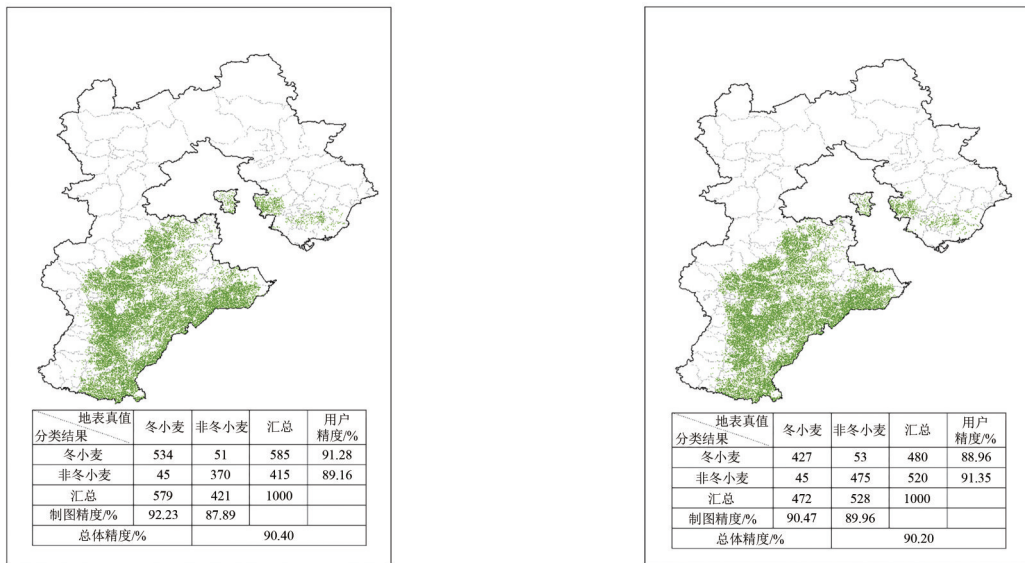 地表真值
分类结果
冬小麦
非冬小麦
汇总
用户
精度/%
冬小麦 534 51 585 91.28
非冬小麦 45 370 415 89.16
汇总 579 421 1000
制图精度/% 92.23 87.89
总体精度/% 90.40
地表真值
分类结果
冬小麦
非冬小麦
汇总
用户
精度/%
冬小麦 427 53 480 88.96
非冬小麦 45 475 520 91.35
汇总 472 528 1000
制图精度/% 90.47 89.96
总体精度/% 90.20